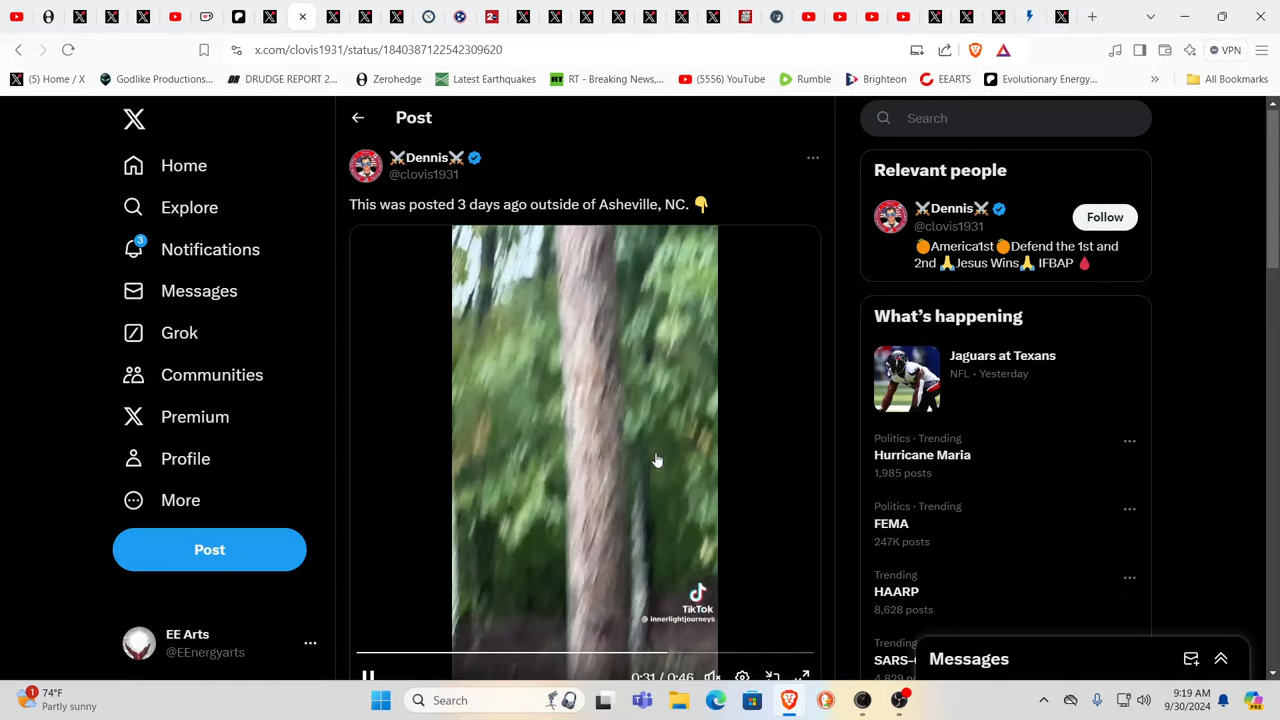 x.com/clovis1931/status/1840387122542309620
VPN
(5) Home / X
Godlike Productions...
DRUDGE REPORT 2...
Zerohedge
Latest Earthquakes
RT - Breaking News,...
(5556) YouTube
Rumble
Brighteon
EEARTS
Evolutionary Energy...
All Bookmarks
Home
Explore
3
Notifications
Messages
Grok
Communities
Premium
Profile
More
Post
EE Arts
@EEnergyarts
Post
⚔️Dennis⚔️
@clovis1931
This was posted 3 days ago outside of Asheville, NC. 👇
TikTok
@innerlightjourneys
0:31 / 0:46
Search
Relevant people
⚔️Dennis⚔️
@clovis1931
Follow
🍊America1st🍊Defend the 1st and
2nd 🙏Jesus Wins🙏 IFBAP 🩸
What's happening
Jaguars at Texans
NFL · Yesterday
Politics · Trending
Hurricane Maria
1,985 posts
Politics · Trending
FEMA
247K posts
Trending
HAARP
8,628 posts
Messages
1
74°F
Partly sunny
Search
9:19 AM
9/30/2024